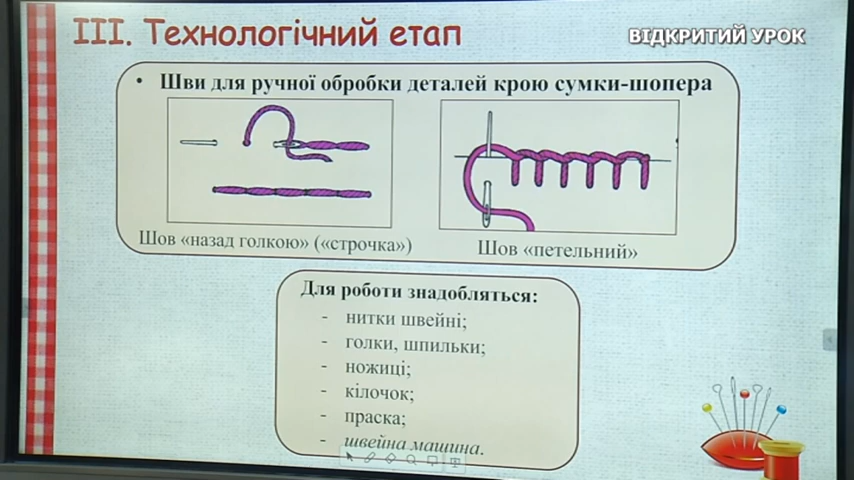 III. Технологічний етап
ВІДКРИТИЙ УРОК
• Шви для ручної обробки деталей крою сумки-шопера
Шов «назад голкою» («строчка»)
Шов «петельний»
Для роботи знадобляться:
- нитки швейні;
- голки, шпильки;
- ножиці;
- кілочок;
- праска;
- швейна машина.